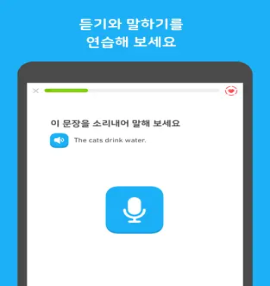 듣기와 말하기를
연습해 보세요
이 문장을 소리내어 말해 보세요
The cats drink water.